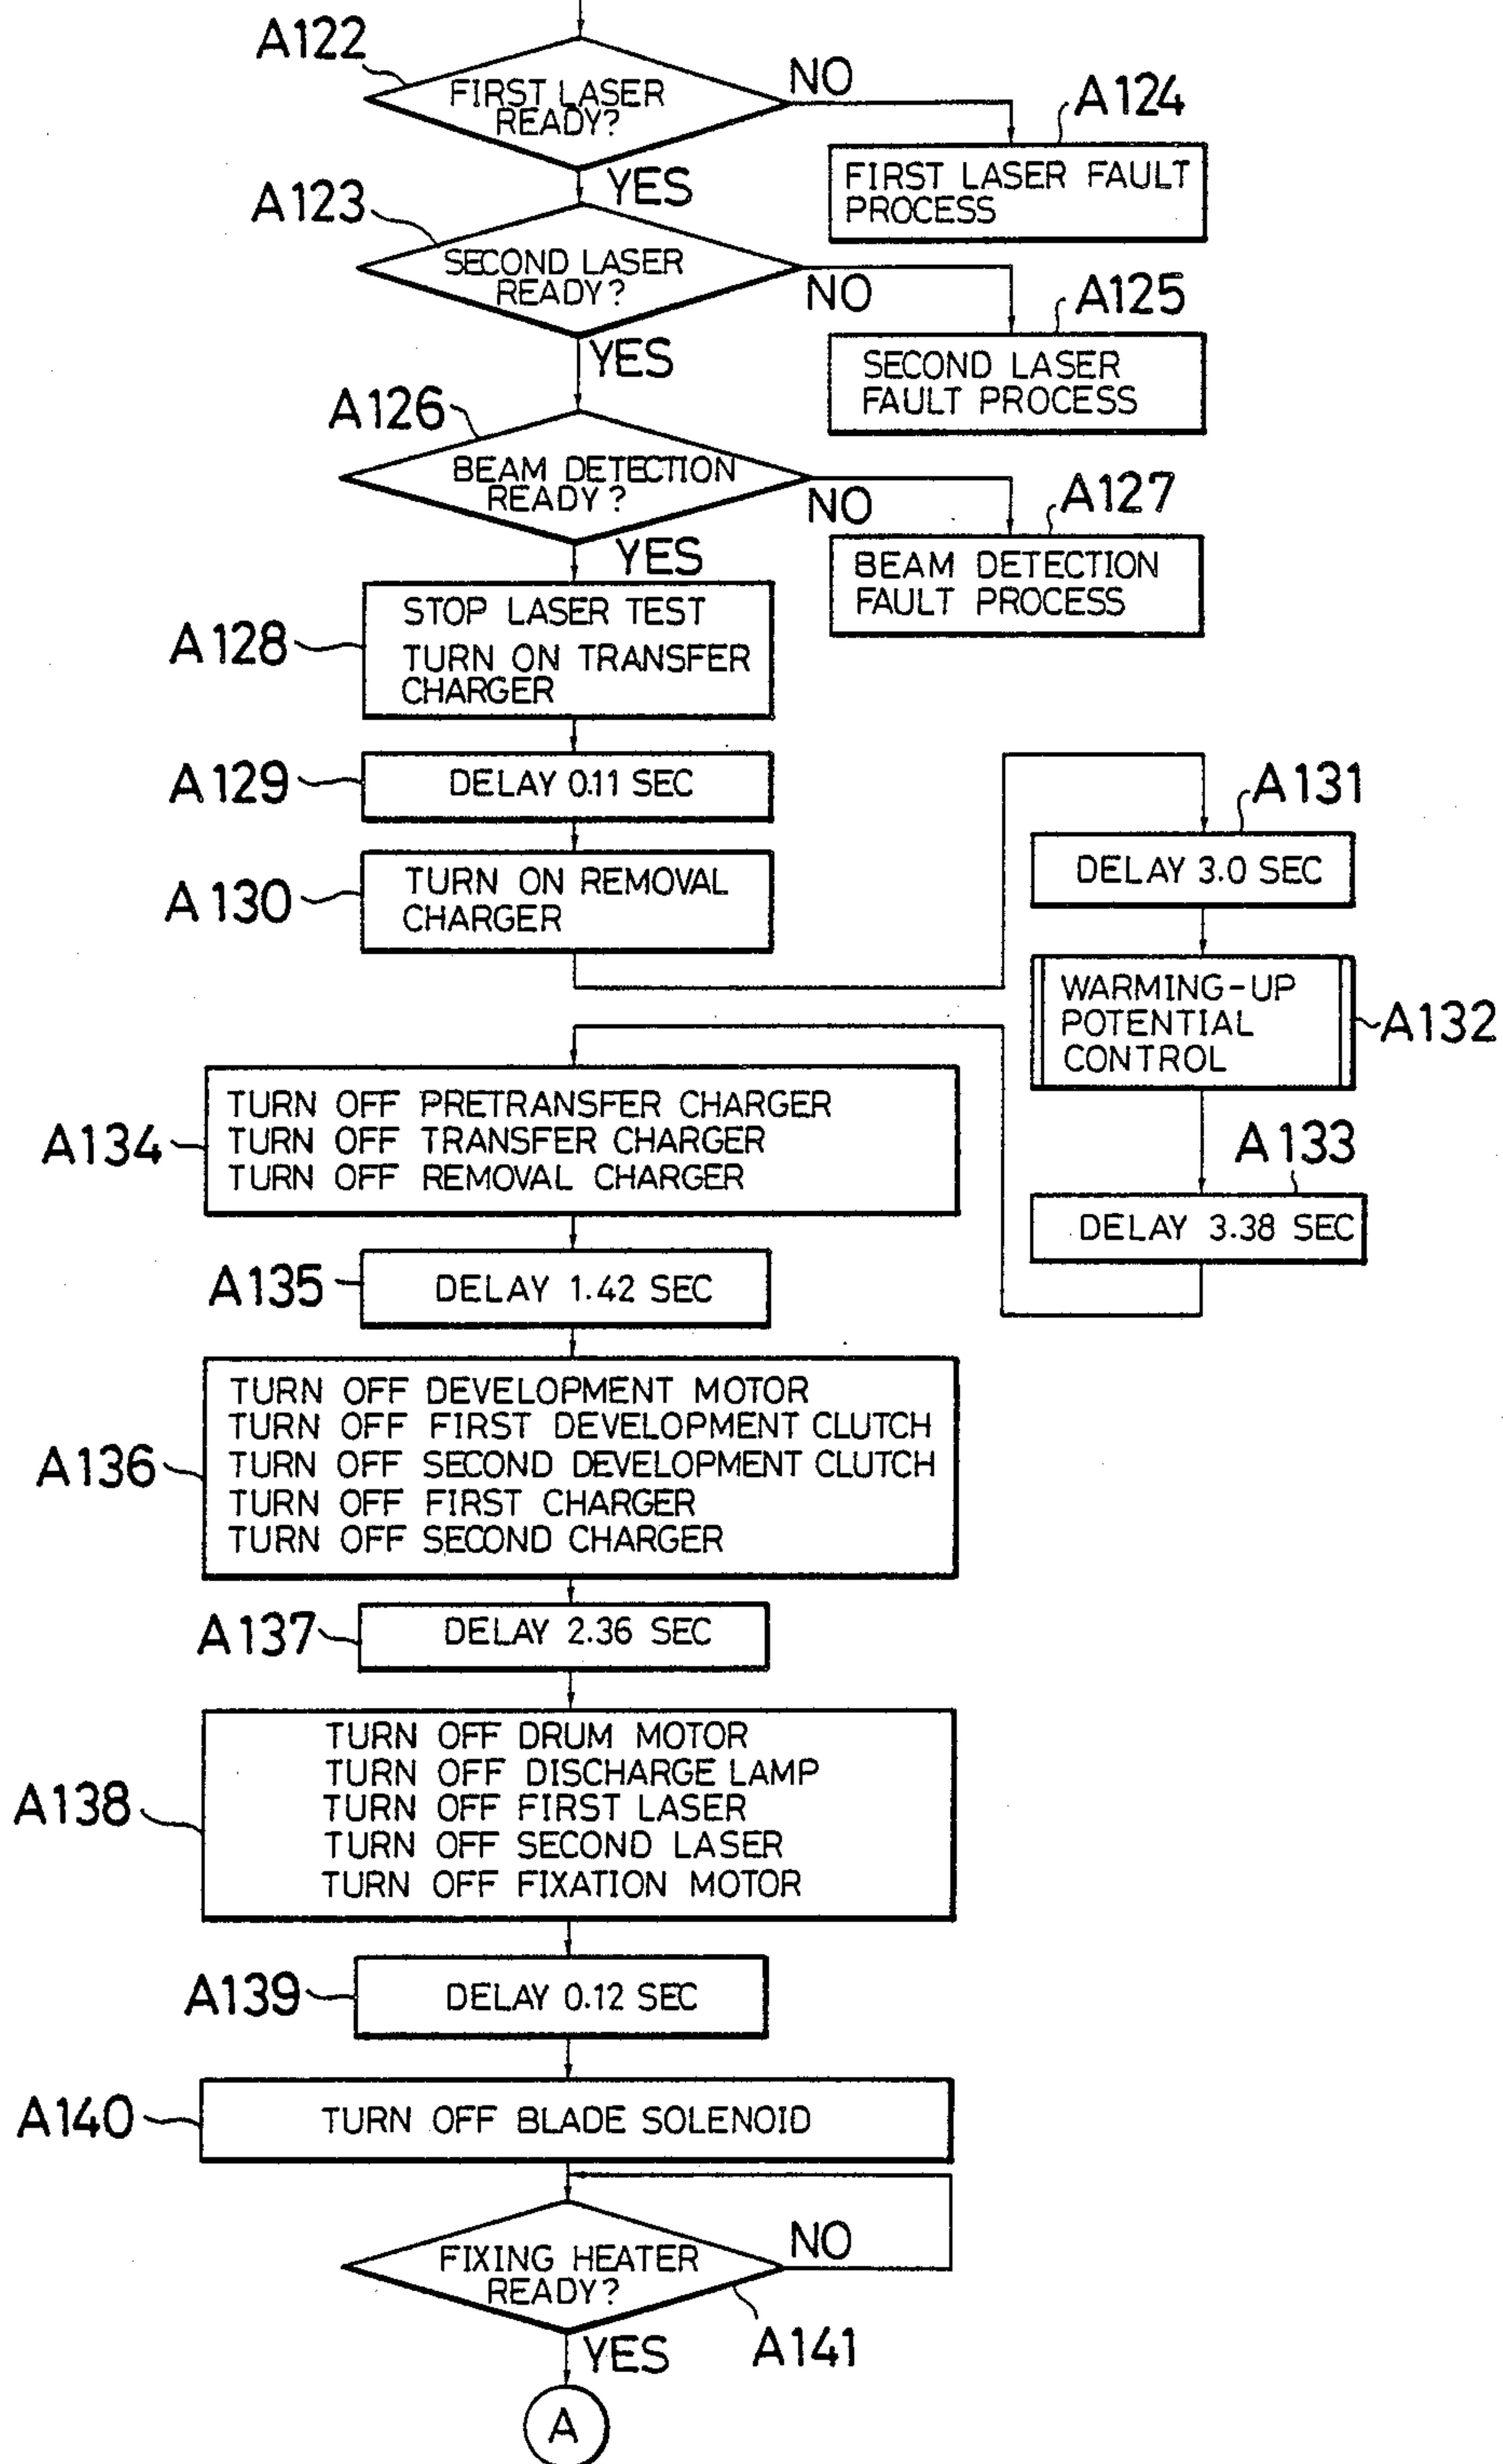 A122
FIRST LASER
READY?
NO
A124
FIRST LASER FAULT
PROCESS
YES
A123
SECOND LASER
READY?
NO
A125
SECOND LASER
FAULT PROCESS
YES
A126
BEAM DETECTION
READY?
NO
A127
BEAM DETECTION
FAULT PROCESS
YES
A128
STOP LASER TEST
TURN ON TRANSFER
CHARGER
A129
DELAY 0.11 SEC
A130
TURN ON REMOVAL
CHARGER
A131
DELAY 3.0 SEC
WARMING-UP
POTENTIAL
CONTROL
A132
A133
DELAY 3.38 SEC
A134
TURN OFF PRETRANSFER CHARGER
TURN OFF TRANSFER CHARGER
TURN OFF REMOVAL CHARGER
A135
DELAY 1.42 SEC
A136
TURN OFF DEVELOPMENT MOTOR
TURN OFF FIRST DEVELOPMENT CLUTCH
TURN OFF SECOND DEVELOPMENT CLUTCH
TURN OFF FIRST CHARGER
TURN OFF SECOND CHARGER
A137
DELAY 2.36 SEC
A138
TURN OFF DRUM MOTOR
TURN OFF DISCHARGE LAMP
TURN OFF FIRST LASER
TURN OFF SECOND LASER
TURN OFF FIXATION MOTOR
A139
DELAY 0.12 SEC
A140
TURN OFF BLADE SOLENOID
FIXING HEATER
READY?
NO
A141
YES
A